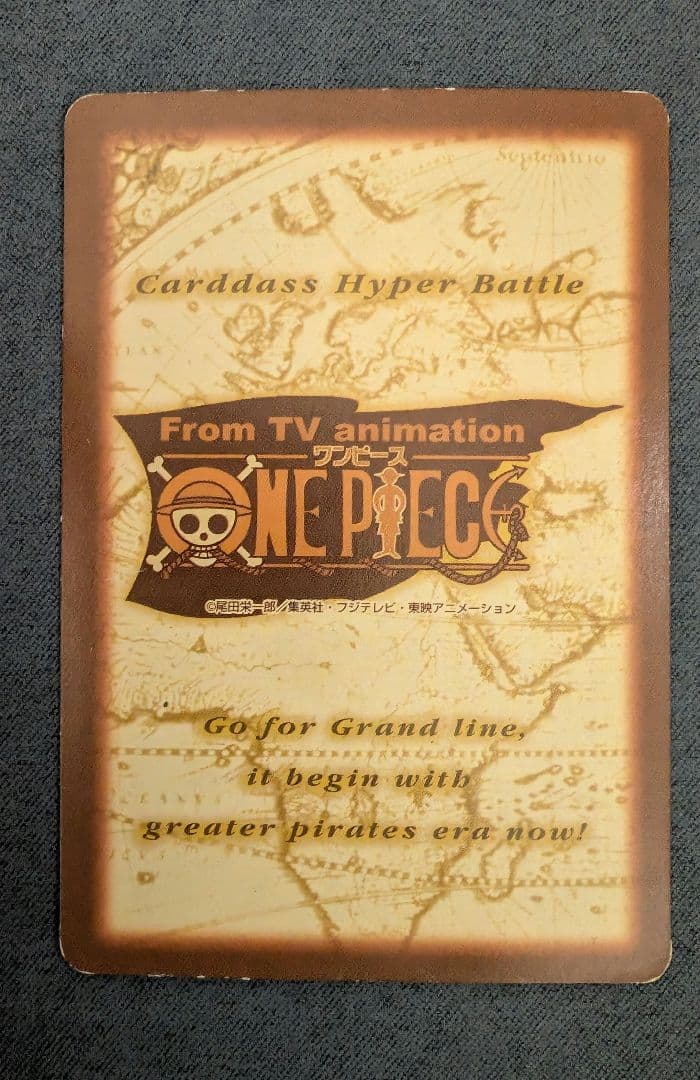 Septentrio
Carddass Hyper Battle
From TV animation
ワンピース
ONE PIECE
©尾田栄一郎/集英社・フジテレビ・東映アニメーション
Go for Grand line,
it begin with
greater pirates era now!